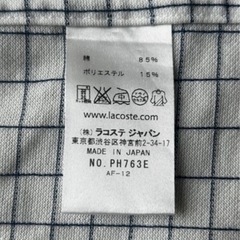 綿 85%
ポリエステル 15%
www.lacoste.com
(株) ラコステ ジャパン
東京都渋谷区神宮前2-34-17
MADE IN JAPAN
NO. PH763E
AF-12